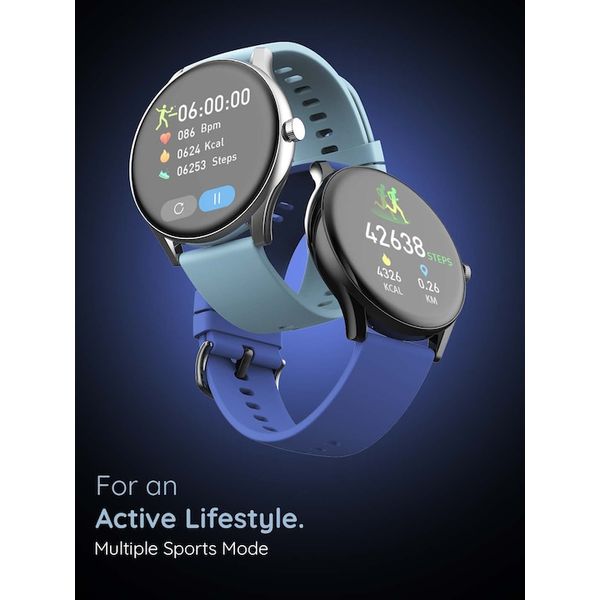 06:00:00
086 Bpm
0624 Kcal
06253 Steps
42638 STEPS
4326 KCAL
0.26 KM
For an
Active Lifestyle.
Multiple Sports Mode